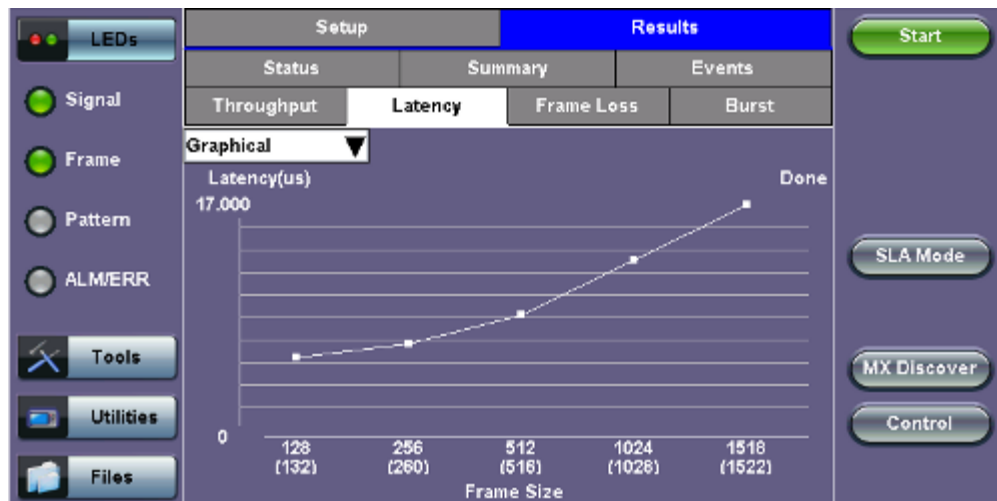 LEDs
Signal
Frame
Pattern
ALM/ERR
Tools
Utilities
Files
Setup Results
Status Summary Events
Throughput Latency Frame Loss Burst
Graphical
Latency(us) Done
17.000
0
128 256 512 1024 1518
(132) (260) (516) (1028) (1522)
Frame Size
Start
SLA Mode
MX Discover
Control